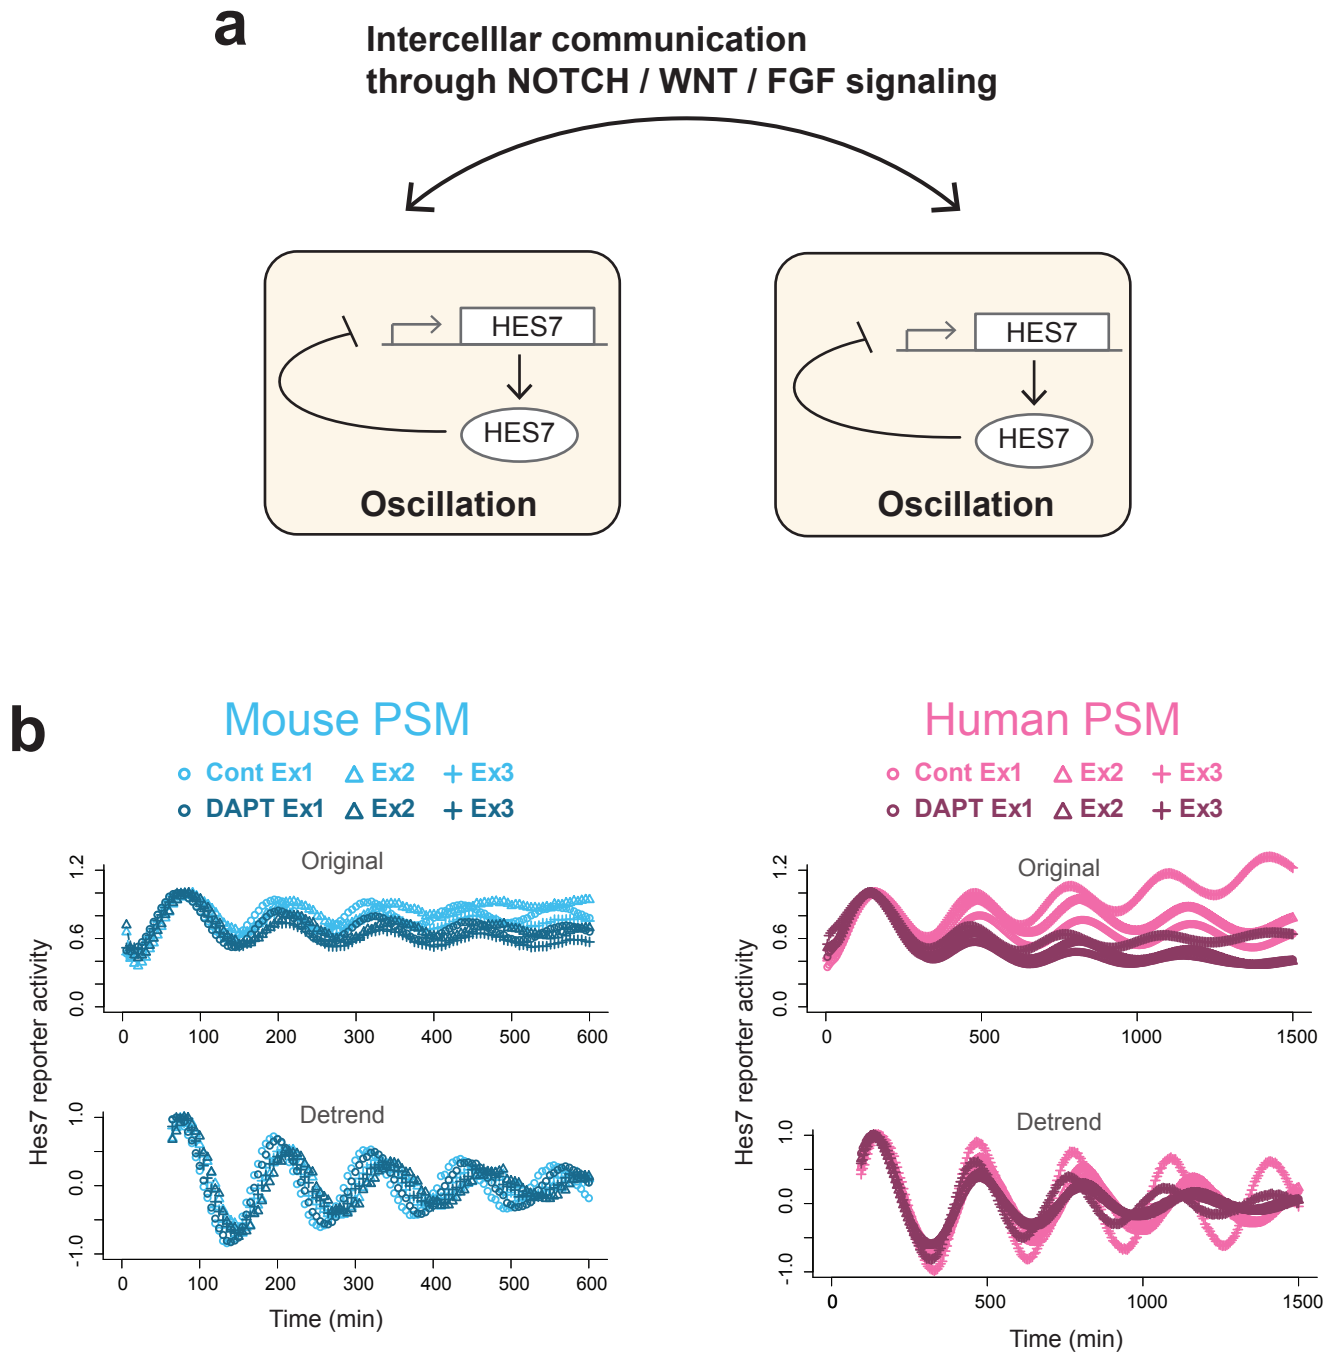 a
Intercelllar communication
through NOTCH / WNT / FGF signaling
HES7
HES7
Oscillation
HES7
HES7
Oscillation
b
Mouse PSM
Cont Ex1 Ex2 Ex3
DAPT Ex1 Ex2 Ex3
Original
Hes7 reporter activity
1.2
0.6
0.0
0 100 200 300 400 500 600
Detrend
1.0
0.0
-1.0
0 100 200 300 400 500 600
Time (min)
Human PSM
Cont Ex1 Ex2 Ex3
DAPT Ex1 Ex2 Ex3
Original
Hes7 reporter activity
1.2
0.6
0.0
0 500 1000 1500
Detrend
1.0
0.0
-1.0
0 500 1000 1500
Time (min)